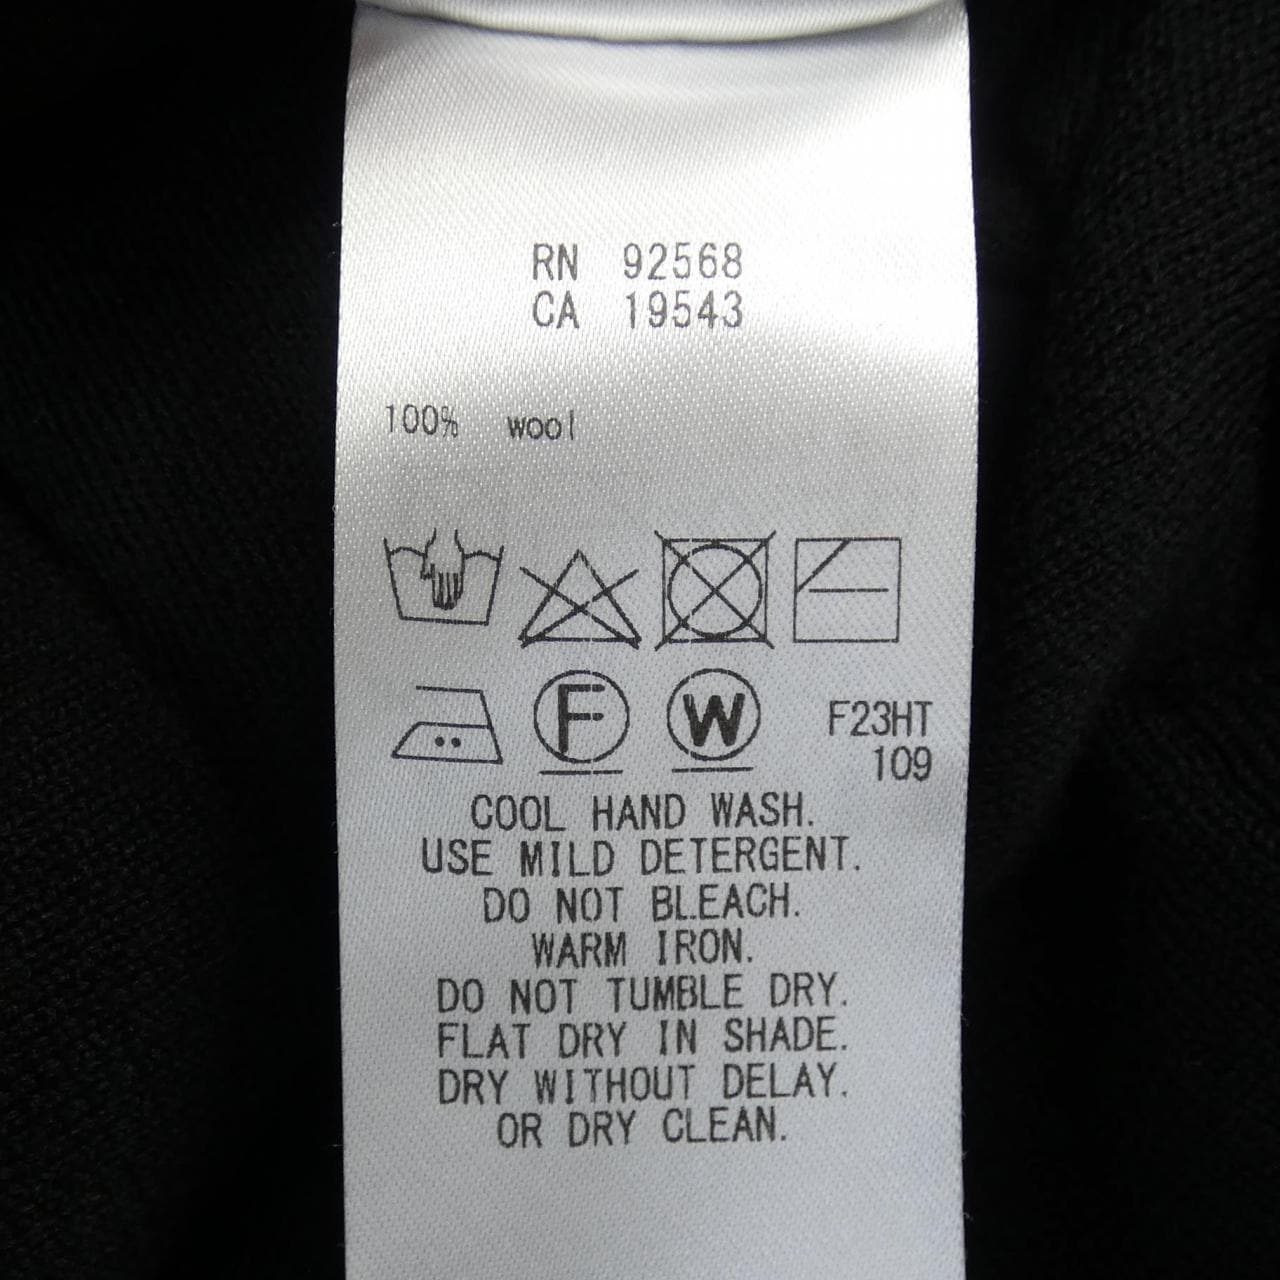 RN 92568
CA 19543
100% wool
F W F23HT
109
COOL HAND WASH.
USE MILD DETERGENT.
DO NOT BLEACH.
WARM IRON.
DO NOT TUMBLE DRY.
FLAT DRY IN SHADE.
DRY WITHOUT DELAY.
OR DRY CLEAN.